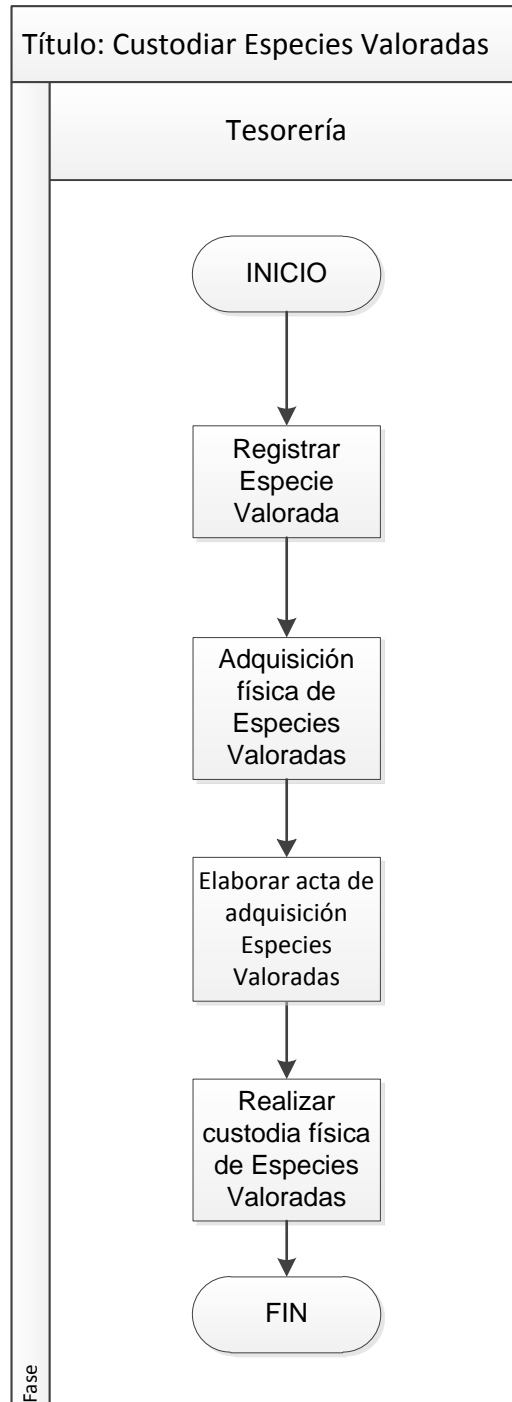 Título: Custodiar Especies Valoradas
Tesorería
INICIO
Registrar
Especie
Valorada
Adquisición
física de
Especies
Valoradas
Elaborar acta de
adquisición
Especies
Valoradas
Realizar
custodia física
de Especies
Valoradas
FIN
Fase